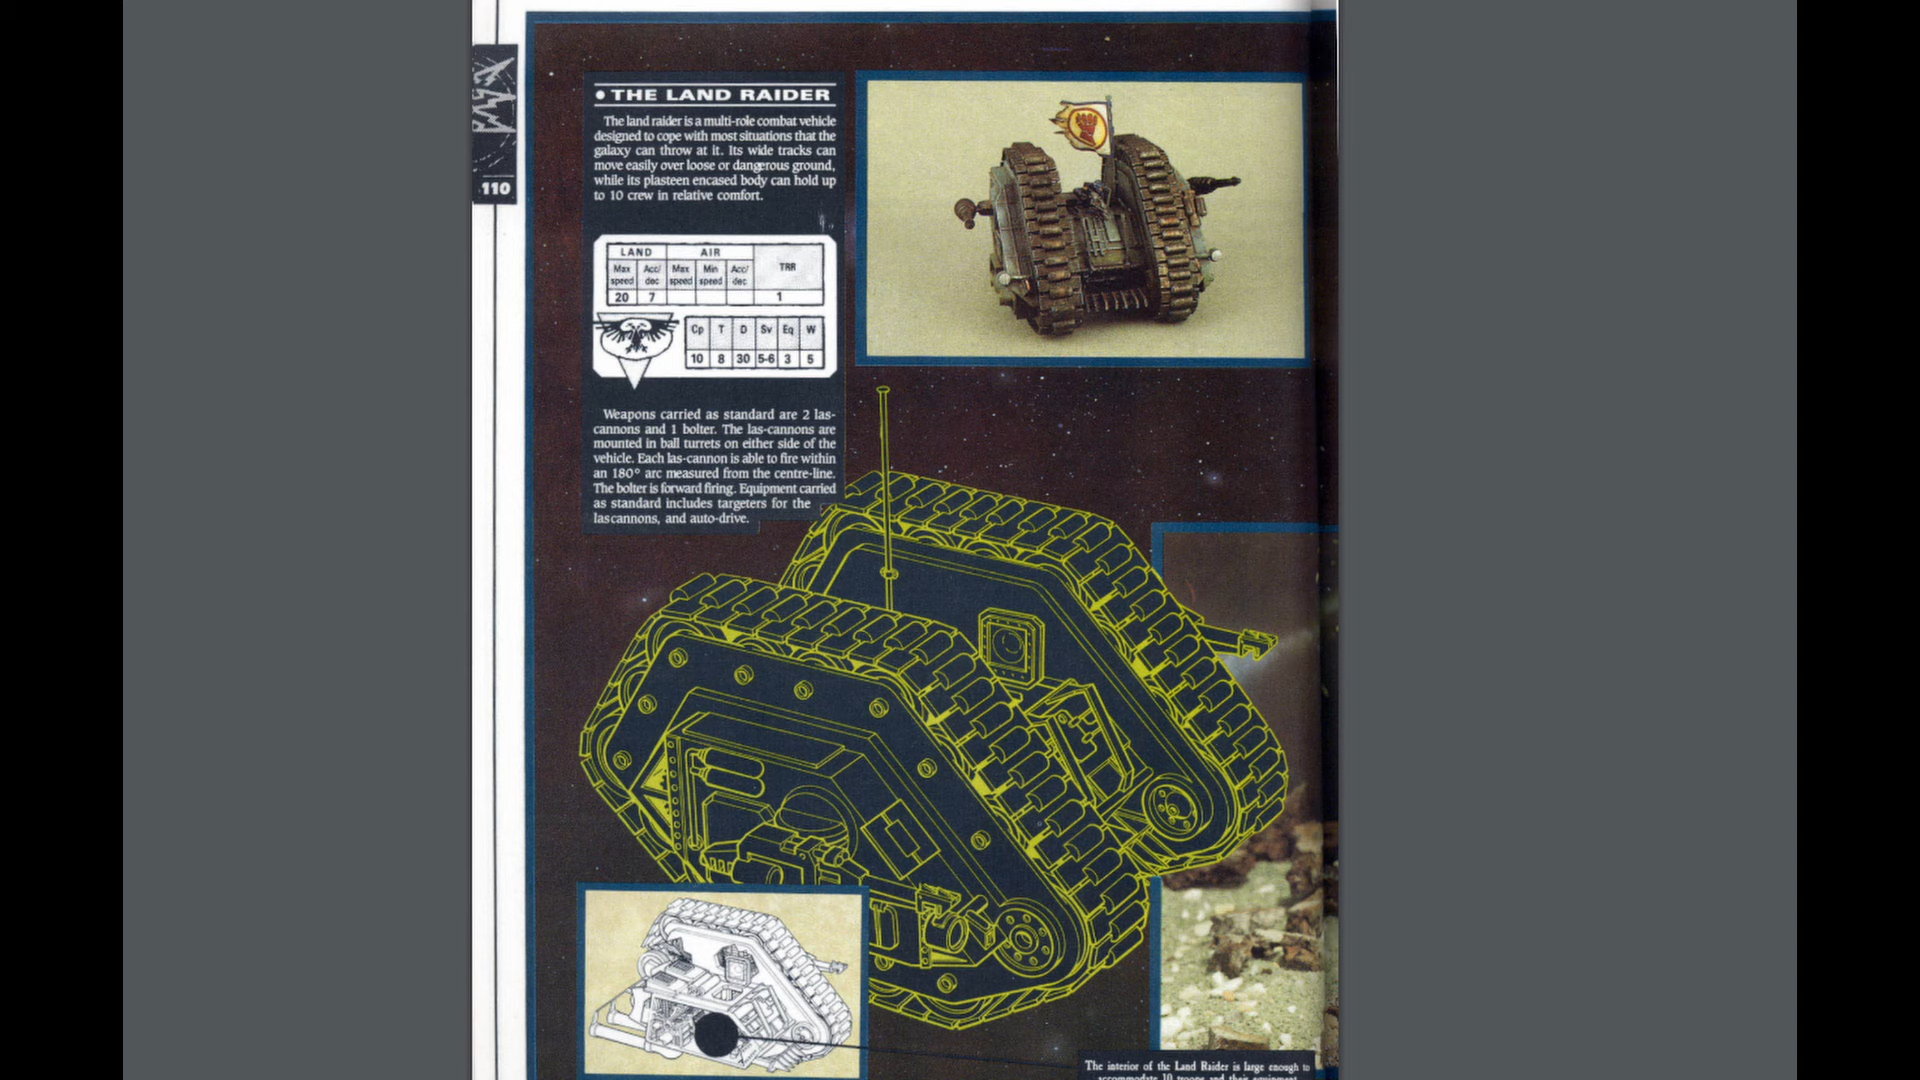 • THE LAND RAIDER
The land raider is a multi-role combat vehicle
designed to cope with most situations that the
galaxy can throw at it. Its wide tracks can
move easily over loose or dangerous ground,
while its plasteen encased body can hold up
to 10 crew in relative comfort.
110
LAND AIR TRR
Max speed Acc/ dec Max speed Min speed Acc/ dec
20 7 1
Cp T D Sv Eq W
10 8 30 5-6 3 5
Weapons carried as standard are 2 las-
cannons and 1 bolter. The las-cannons are
mounted in ball turrets on either side of the
vehicle. Each las-cannon is able to fire within
an 180° arc measured from the centre-line.
The bolter is forward firing. Equipment carried
as standard includes targeters for the
lascannons, and auto-drive.
The interior of the Land Raider is large enough to
accommodate 10 troops and their equipment